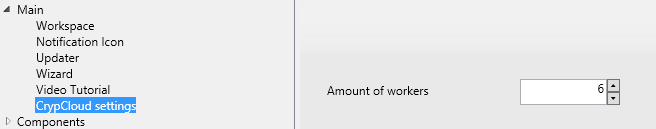 Main
Workspace
Notification Icon
Updater
Wizard
Video Tutorial
CrypCloud settings
Components
Amount of workers 6